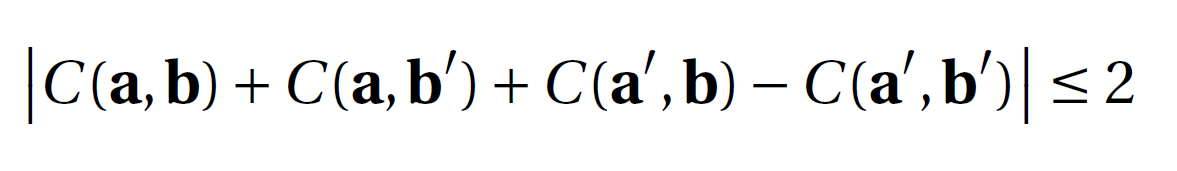 |C(𝐚, 𝐛) + C(𝐚, 𝐛′) + C(𝐚′, 𝐛) − C(𝐚′, 𝐛′)| ≤ 2